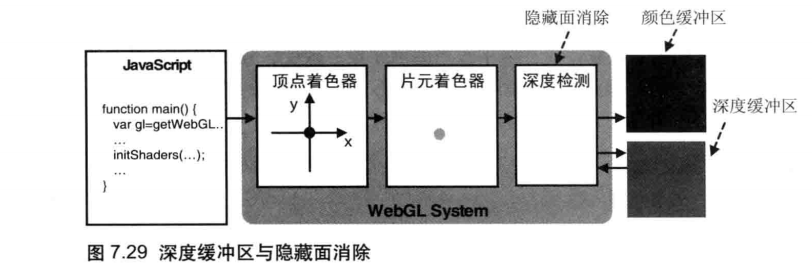 隐藏面消除
颜色缓冲区
JavaScript
function main() {
var gl=getWebGL..
…
initShaders(…);
…
}
顶点着色器
y
x
片元着色器
深度检测
深度缓冲区
WebGL System
图 7.29 深度缓冲区与隐藏面消除